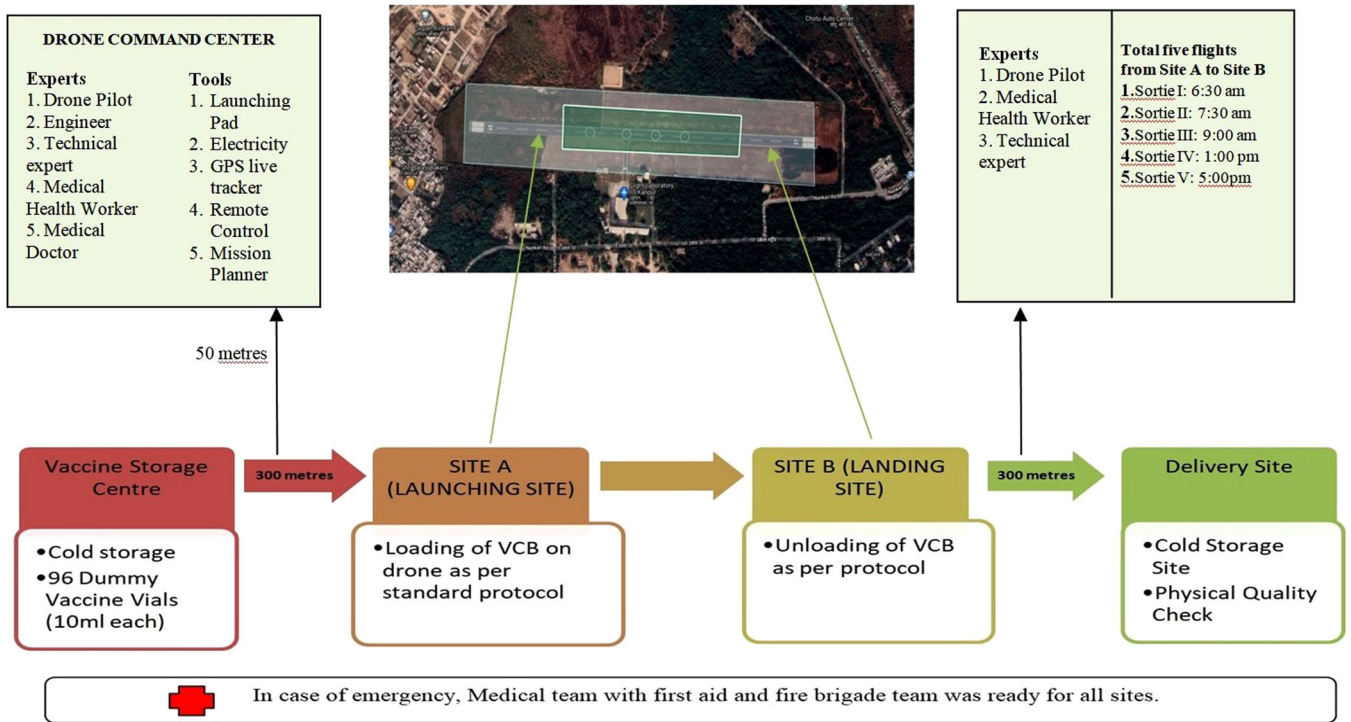 DRONE COMMAND CENTER
Experts
1. Drone Pilot
2. Engineer
3. Technical
expert
4. Medical
Health Worker
5. Medical
Doctor
Tools
1. Launching
Pad
2. Electricity
3. GPS live
tracker
4. Remote
Control
5. Mission
Planner
Chotu Auto Center
Experts
1. Drone Pilot
2. Medical
Health Worker
3. Technical
expert
Total five flights
from Site A to Site B
1.Sortie I: 6:30 am
2.Sortie II: 7:30 am
3.Sortie III: 9:00 am
4.Sortie IV: 1:00 pm
5.Sortie V: 5:00pm
50 metres
Vaccine Storage
Centre
300 metres
SITE A
(LAUNCHING SITE)
SITE B (LANDING
SITE)
300 metres
Delivery Site
•Cold storage
•96 Dummy
Vaccine Vials
(10ml each)
•Loading of VCB on
drone as per
standard protocol
•Unloading of VCB
as per protocol
•Cold Storage
Site
•Physical Quality
Check
In case of emergency, Medical team with first aid and fire brigade team was ready for all sites.